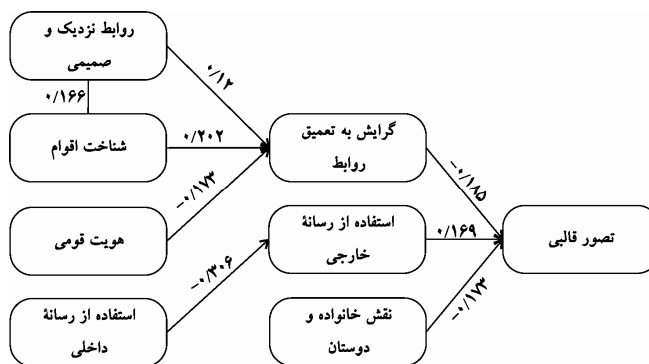 روابط نزدیک و
صمیمی
۰/۱۲
۰/۱۶۶
شناخت اقوام
۰/۲۰۲
گرایش به تعمیق
روابط
-۰/۱۷۳
-۰/۱۸۵
هویت قومی
استفاده از رسانهٔ
خارجی
۰/۱۶۹
تصور قالبی
-۰/۳۰۶
-۰/۱۷۳
استفاده از رسانهٔ
داخلی
نقش خانواده و
دوستان